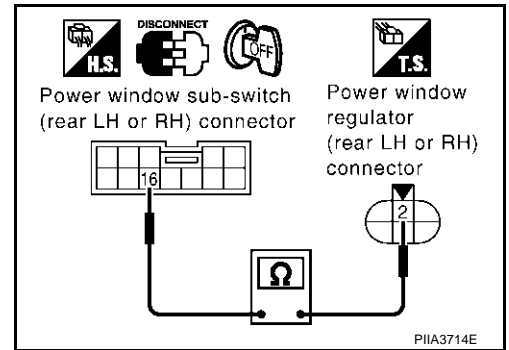 DISCONNECT
OFF
H.S.
T.S.
Power window sub-switch
(rear LH or RH) connector
Power window
regulator
(rear LH or RH)
connector
16
2
Ω
PIIA3714E